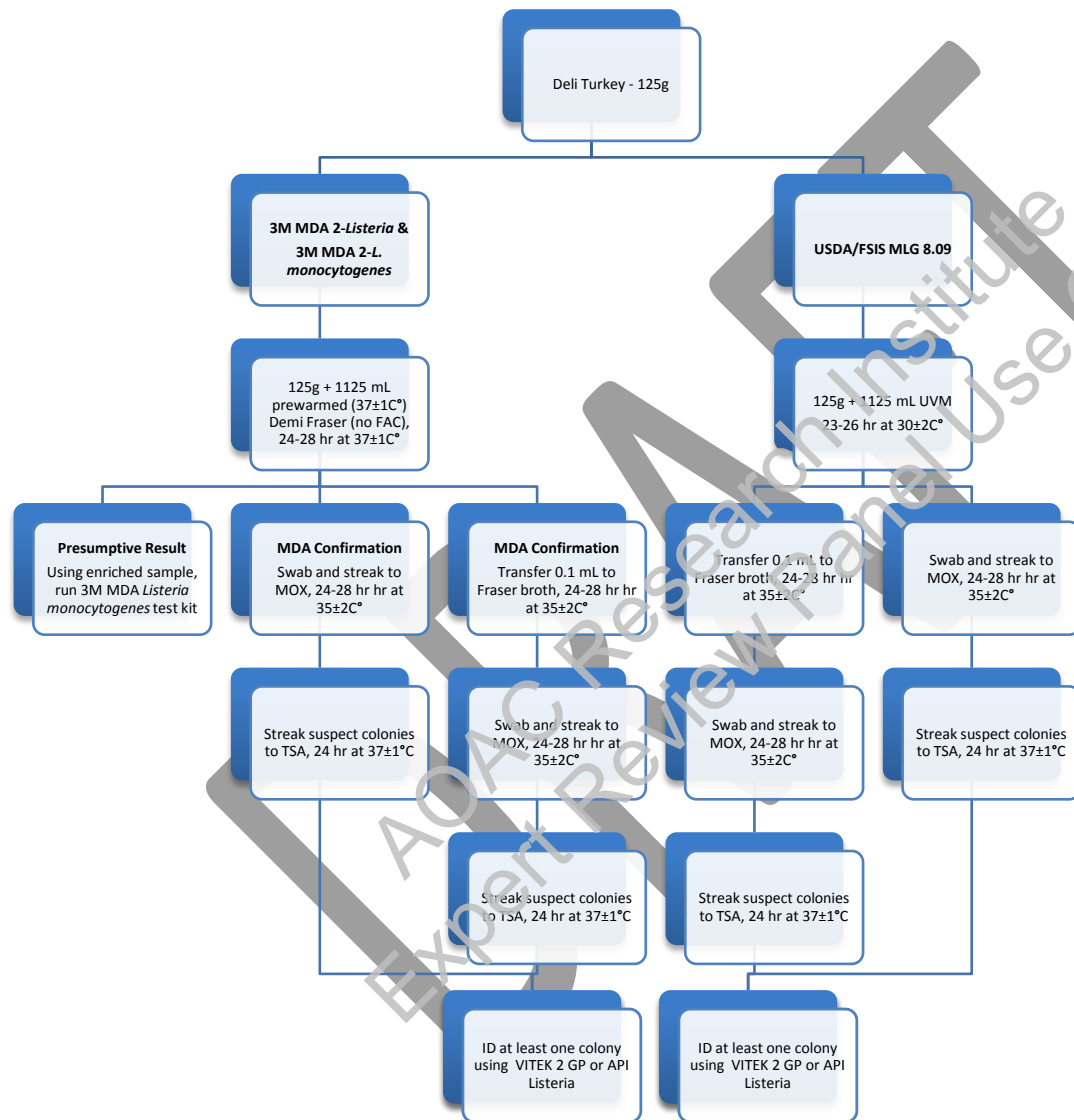 Deli Turkey - 125g
3M MDA 2-Listeria &
3M MDA 2-L.
monocytogenes
USDA/FSIS MLG 8.09
125g + 1125 mL
prewarmed (37±1C°)
Demi Fraser (no FAC),
24-28 hr at 37±1C°
125g + 1125 mL UVM
23-26 hr at 30±2C°
Presumptive Result
Using enriched sample,
run 3M MDA Listeria
monocytogenes test kit
MDA Confirmation
Swab and streak to
MOX, 24-28 hr hr at
35±2C°
MDA Confirmation
Transfer 0.1 mL to
Fraser broth, 24-28 hr hr
at 35±2C°
Transfer 0.1 mL to
Fraser broth, 24-28 hr hr
at 35±2C°
Swab and streak to
MOX, 24-28 hr hr at
35±2C°
Streak suspect colonies
to TSA, 24 hr at 37±1°C
Swab and streak to
MOX, 24-28 hr hr at
35±2C°
Swab and streak to
MOX, 24-28 hr hr at
35±2C°
Streak suspect colonies
to TSA, 24 hr at 37±1°C
Streak suspect colonies
to TSA, 24 hr at 37±1°C
Streak suspect colonies
to TSA, 24 hr at 37±1°C
ID at least one colony
using VITEK 2 GP or API
Listeria
ID at least one colony
using VITEK 2 GP or API
Listeria
AOAC Research Institute
Expert Review Panel Use